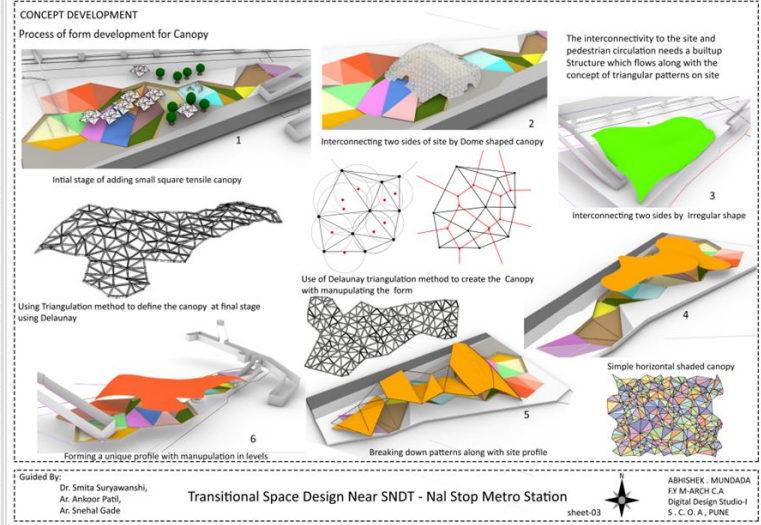 CONCEPT DEVELOPMENT
Process of form development for Canopy
The interconnectivity to the site and
pedestrian circulation needs a builtup
Structure which flows along with the
concept of triangular patterns on site
1
Intial stage of adding small square tensile canopy
2
Interconnecting two sides of site by Dome shaped canopy
3
Interconnecting two sides by Irregular shape
Using Triangulation method to define the canopy at final stage
using Delaunay
Use of Delaunay triangulation method to create the Canopy
with manupulating the form
4
Simple horizontal shaded canopy
5
Breaking down patterns along with site profile
6
Forming a unique profile with manupulation in levels
Guided By:
Dr. Smita Suryawanshi,
Ar. Ankoor Patil,
Ar. Snehal Gade
Transitional Space Design Near SNDT - Nal Stop Metro Station
sheet-03
N
ABHISHEK . MUNDADA
F.Y M-ARCH C.A
Digital Design Studio-I
S . C. O. A , PUNE